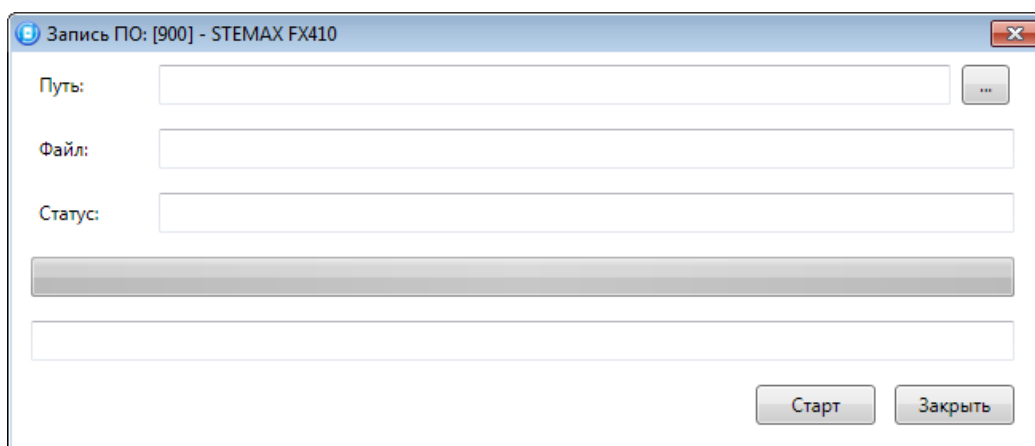 Запись ПО: [900] - STEMAX FX410
Путь:
...
Файл:
Статус:
Старт
Закрыть